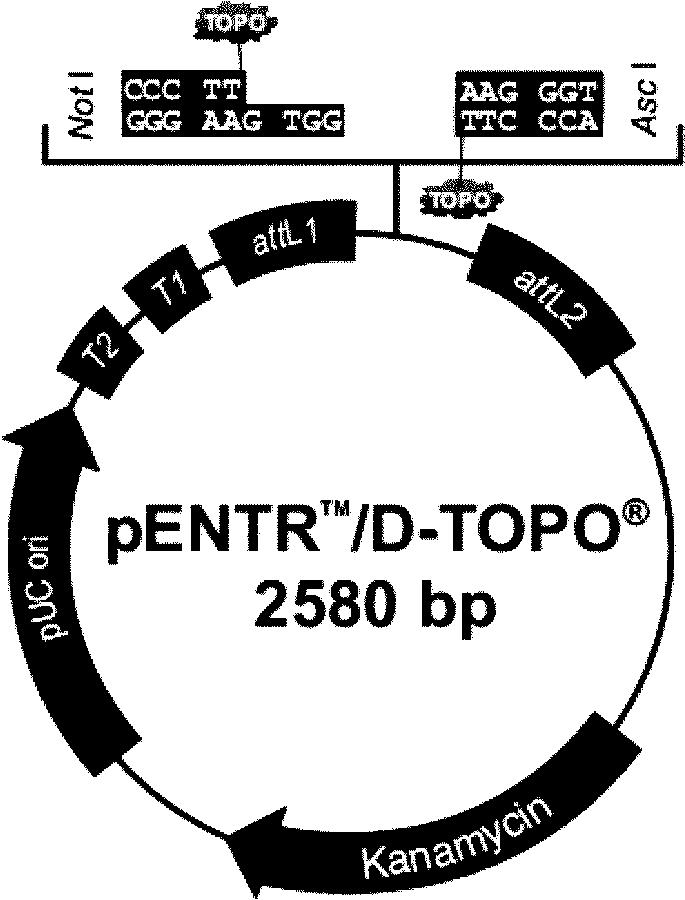 TOPO
Not I
CCC TT
GGG AAG TGG
AAG GGT
TTC CCA
Asc I
TOPO
attL1
attL2
T1
T2
pUC ori
pENTR™/D-TOPO®
2580 bp
Kanamycin